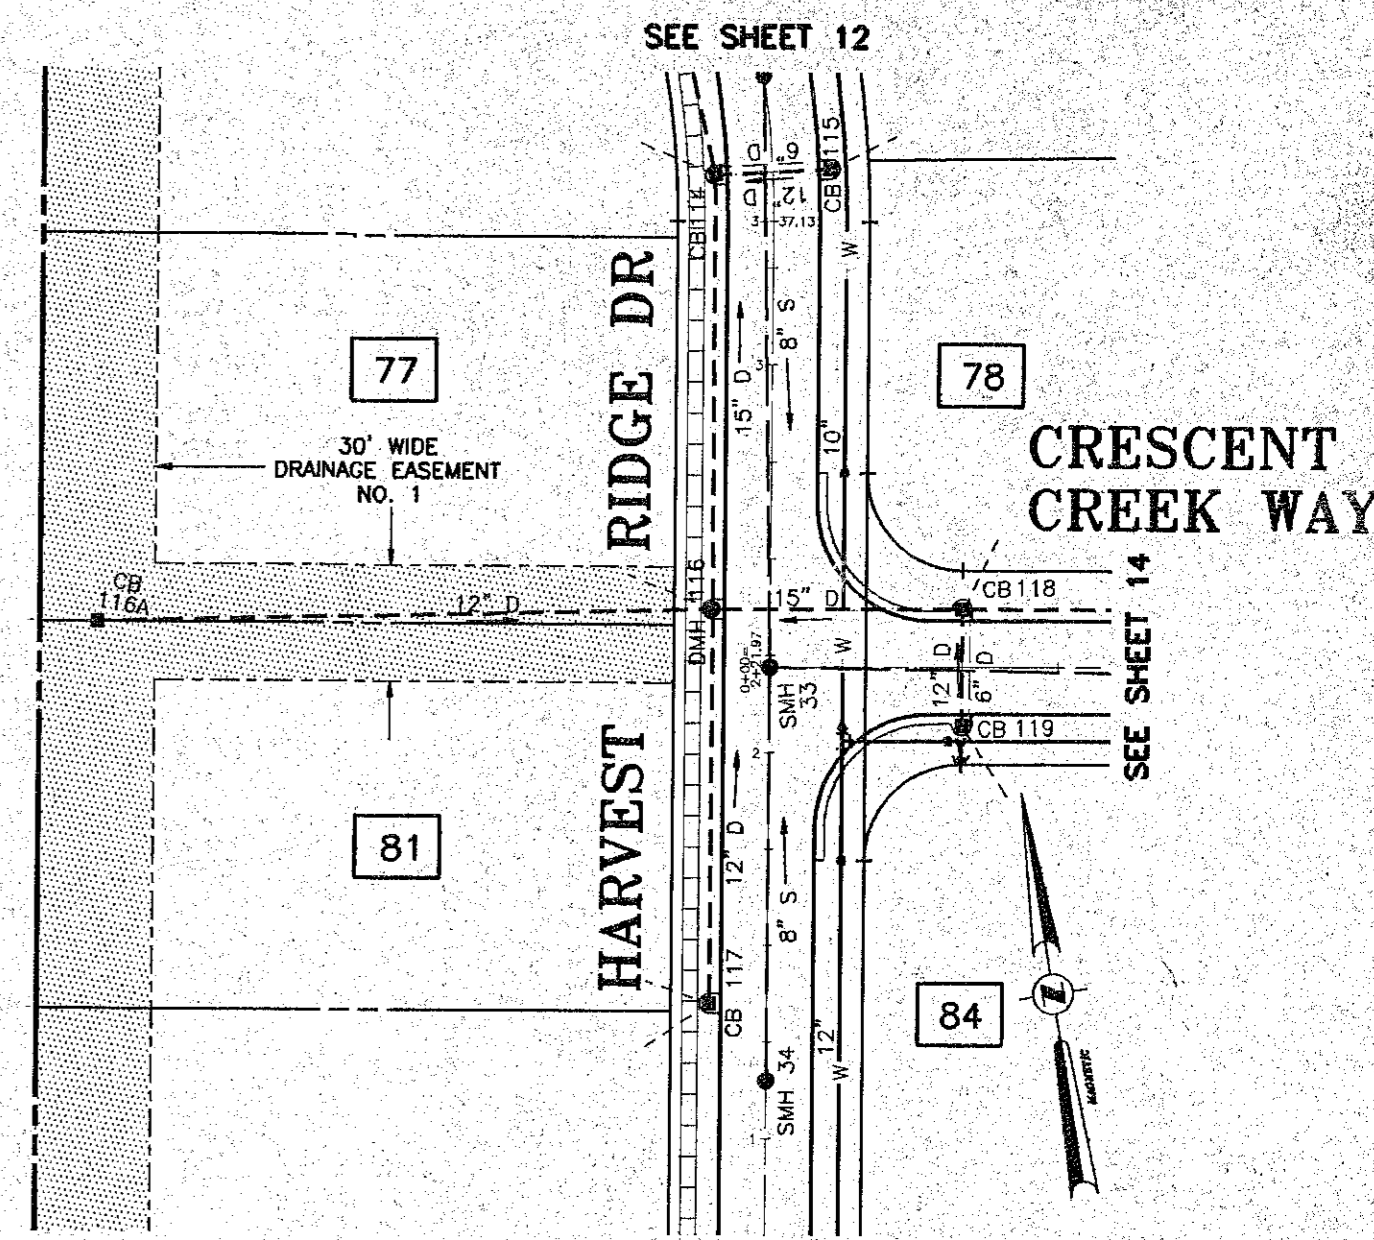 SEE SHEET 12
6" D
12" D
CB 115
CB 114
3
37.13
W
77
78
RIDGE DR
15" D
8" S
3
10"
30' WIDE
DRAINAGE EASEMENT
NO. 1
CRESCENT
CREEK WAY
CB
116A
12" D
DMH 116
15" D
CB 118
0+00=
2+21.97
SMH
33
W
12" D
6" D
SEE SHEET 14
CB 119
HARVEST
2
81
12" D
8" S
CB 117
12"
W
84
SMH 34
1
MAGNETIC